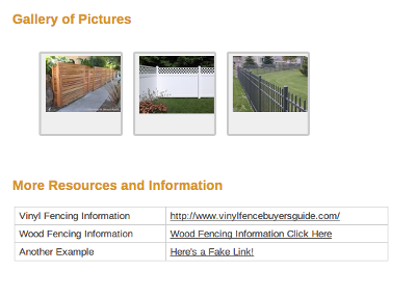 Gallery of Pictures
More Resources and Information
Vinyl Fencing Information http://www.vinylfencebuyersguide.com/
Wood Fencing Information Wood Fencing Information Click Here
Another Example Here's a Fake Link!